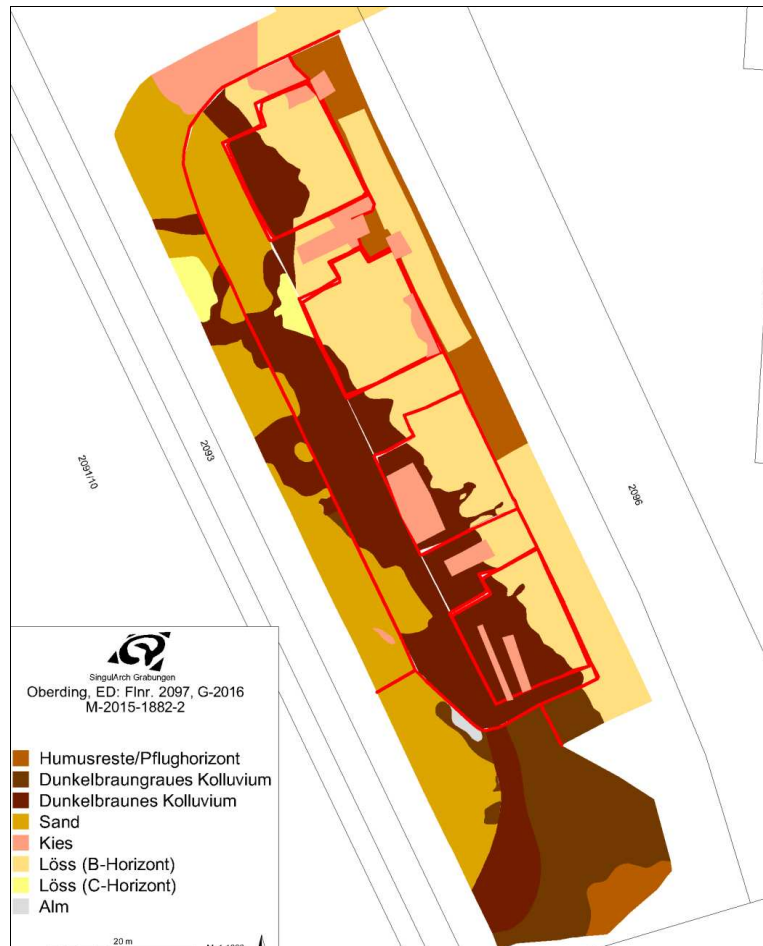 2093
2091/10
2096
SingulArch Grabungen
Oberding, ED: Flnr. 2097, G-2016
M-2015-1882-2
Humusreste/Pflughorizont
Dunkelbraungraues Kolluvium
Dunkelbraunes Kolluvium
Sand
Kies
Löss (B-Horizont)
Löss (C-Horizont)
Alm
20 m